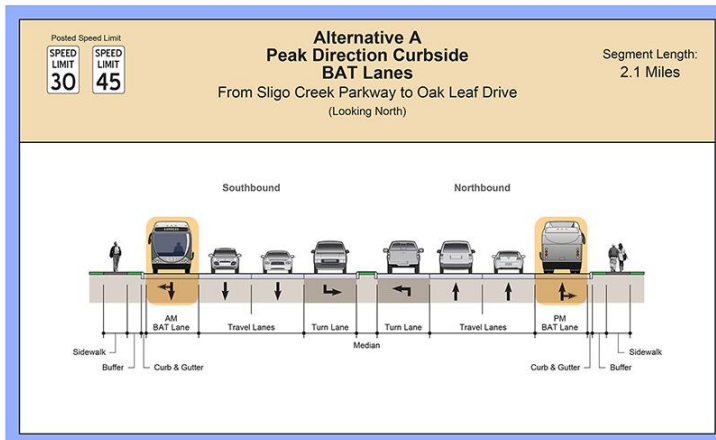 Posted Speed Limit
SPEED
LIMIT
30
SPEED
LIMIT
45
Alternative A
Peak Direction Curbside
BAT Lanes
From Sligo Creek Parkway to Oak Leaf Drive
(Looking North)
Segment Length:
2.1 Miles
Southbound
Northbound
EXPRESS
AM
BAT Lane
Travel Lanes
Turn Lane
Turn Lane
Travel Lanes
PM
BAT Lane
Median
Sidewalk
Buffer
Curb & Gutter
Curb & Gutter
Buffer
Sidewalk